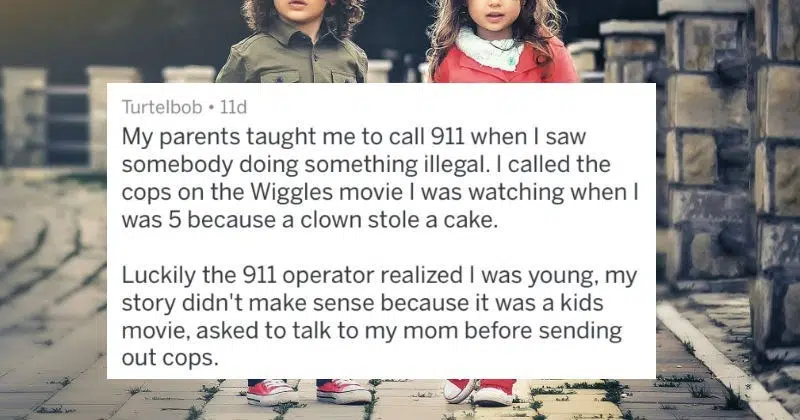 Turtelbob • 11d
My parents taught me to call 911 when I saw
somebody doing something illegal. I called the
cops on the Wiggles movie I was watching when I
was 5 because a clown stole a cake.
Luckily the 911 operator realized I was young, my
story didn't make sense because it was a kids
movie, asked to talk to my mom before sending
out cops.